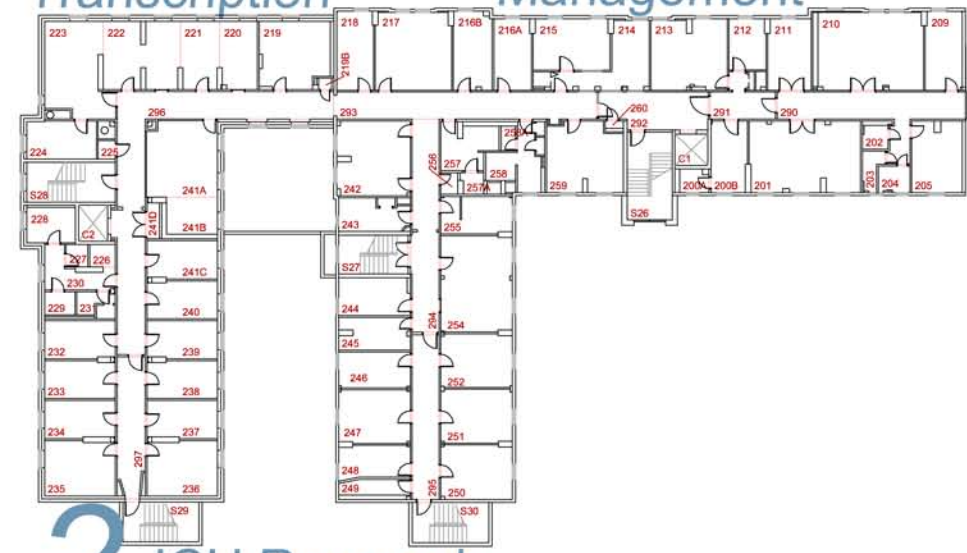 Transcription Management
223 222 221 220 219 219B 218 217 216B 216A 215 214 213 212 211 210 209
296 293 260 292 291 290
224 225 241A 242 256 257 258 259 C1 201 202 203 204 205
257A 200A 200B
S28 241D 241B 243 255 S26
228 C2
227 226 241C S27
230
229 23 240 244 294 254
232 239 245
233 238 246 252
234 237 247 251
297 248
235 236 249 295 250
S29 S30
2